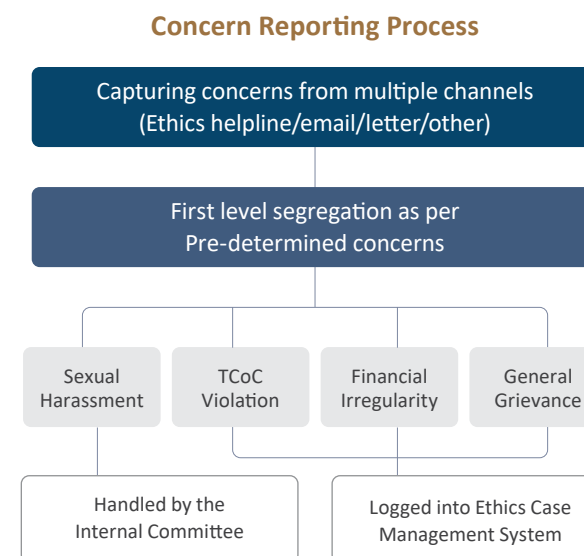 Concern Reporting Process
Capturing concerns from multiple channels
(Ethics helpline/email/letter/other)
First level segregation as per
Pre-determined concerns
Sexual
Harassment
TCoC
Violation
Financial
Irregularity
General
Grievance
Handled by the
Internal Committee
Logged into Ethics Case
Management System